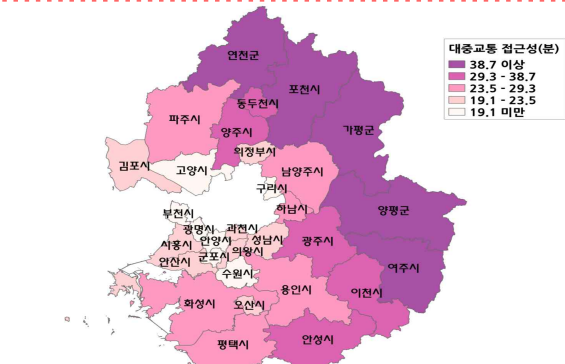 대중교통 접근성(분)
38.7 이상
29.3 - 38.7
23.5 - 29.3
19.1 - 23.5
19.1 미만
연천군
포천시
동두천시
파주시
양주시
가평군
의정부시
김포시
고양시
남양주시
구리시
양평군
하남시
부천시
광명시
과천시
시흥시
안양시
성남시
광주시
안산시
군포시
의왕시
여주시
수원시
용인시
이천시
화성시
오산시
평택시
안성시